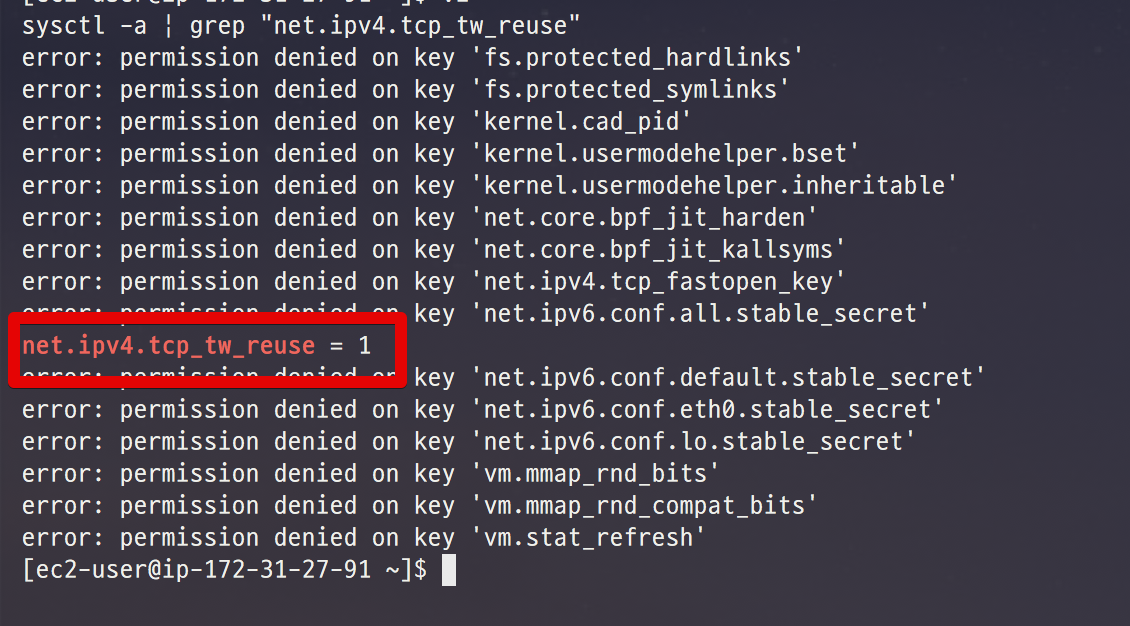 sysctl -a | grep "net.ipv4.tcp_tw_reuse"
error: permission denied on key 'fs.protected_hardlinks'
error: permission denied on key 'fs.protected_symlinks'
error: permission denied on key 'kernel.cad_pid'
error: permission denied on key 'kernel.usermodehelper.bset'
error: permission denied on key 'kernel.usermodehelper.inheritable'
error: permission denied on key 'net.core.bpf_jit_harden'
error: permission denied on key 'net.core.bpf_jit_kallsyms'
error: permission denied on key 'net.ipv4.tcp_fastopen_key'
error: permission denied on key 'net.ipv6.conf.all.stable_secret'
net.ipv4.tcp_tw_reuse = 1
error: permission denied on key 'net.ipv6.conf.default.stable_secret'
error: permission denied on key 'net.ipv6.conf.eth0.stable_secret'
error: permission denied on key 'net.ipv6.conf.lo.stable_secret'
error: permission denied on key 'vm.mmap_rnd_bits'
error: permission denied on key 'vm.mmap_rnd_compat_bits'
error: permission denied on key 'vm.stat_refresh'
[ec2-user@ip-172-31-27-91 ~]$